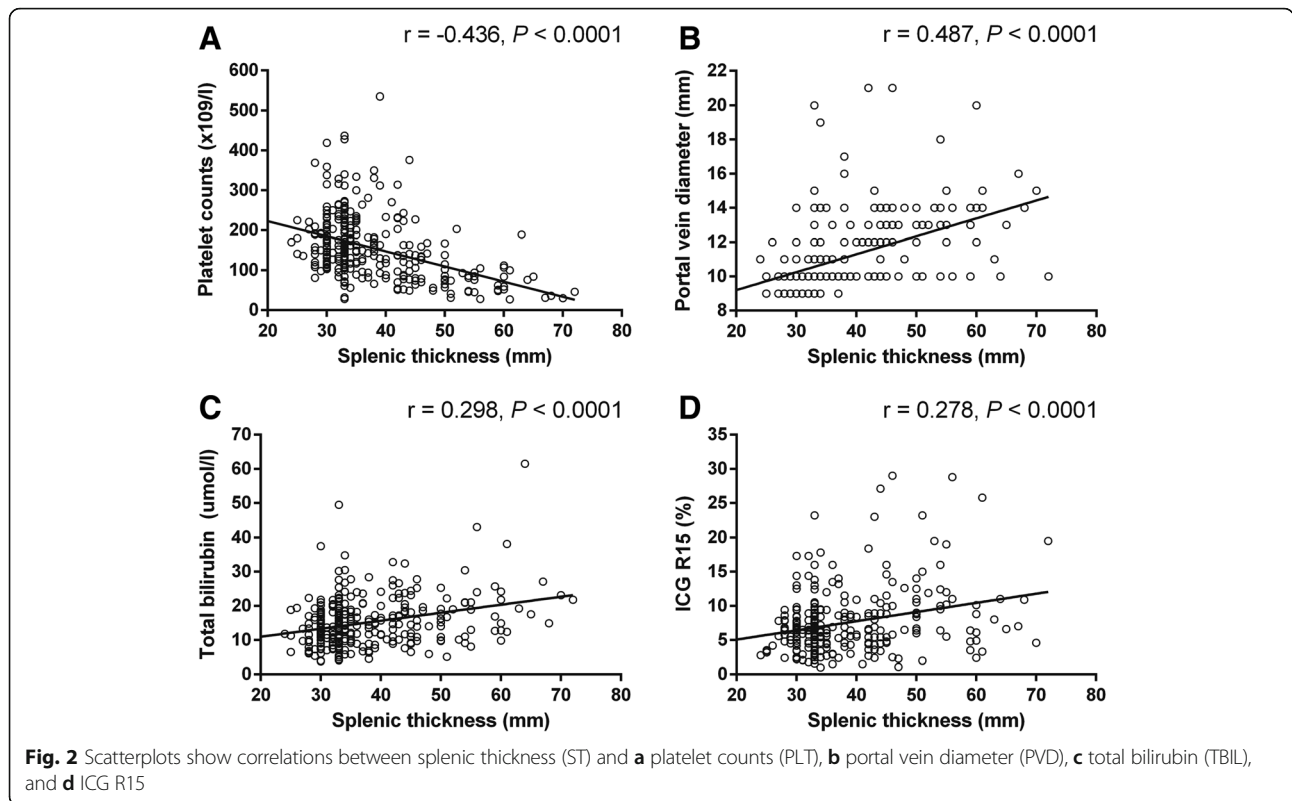 A
r = -0.436, P < 0.0001
Platelet counts (x109/l)
600
500
400
300
200
100
0
20 30 40 50 60 70 80
Splenic thickness (mm)
B
r = 0.487, P < 0.0001
Portal vein diameter (mm)
22
20
18
16
14
12
10
8
20 30 40 50 60 70 80
Splenic thickness (mm)
C
r = 0.298, P < 0.0001
Total bilirubin (umol/l)
70
60
50
40
30
20
10
0
20 30 40 50 60 70 80
Splenic thickness (mm)
D
r = 0.278, P < 0.0001
ICG R15 (%)
35
30
25
20
15
10
5
0
20 30 40 50 60 70 80
Splenic thickness (mm)
Fig. 2 Scatterplots show correlations between splenic thickness (ST) and a platelet counts (PLT), b portal vein diameter (PVD), c total bilirubin (TBIL),
and d ICG R15